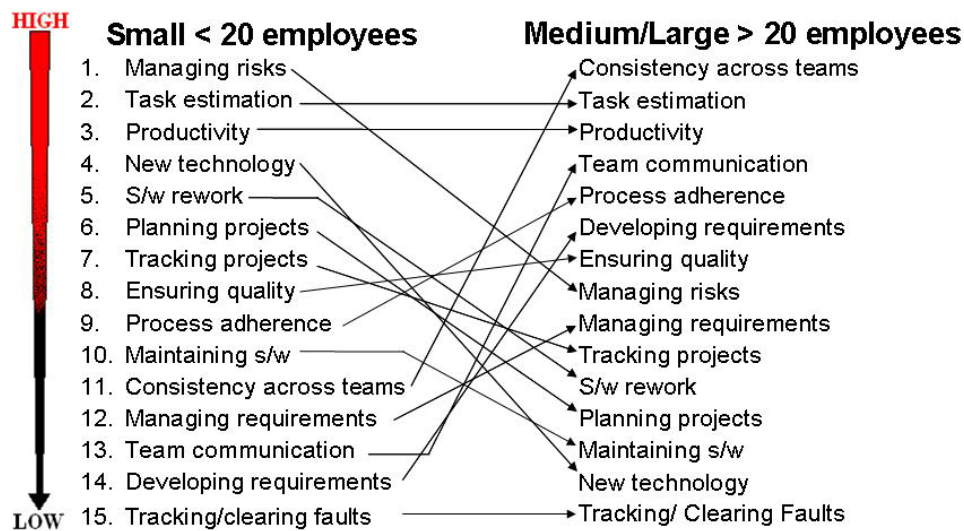 HIGH
Small < 20 employees
Medium/Large > 20 employees
1. Managing risks
Consistency across teams
2. Task estimation
Task estimation
3. Productivity
Productivity
4. New technology
Team communication
5. S/w rework
Process adherence
6. Planning projects
Developing requirements
7. Tracking projects
Ensuring quality
8. Ensuring quality
Managing risks
9. Process adherence
Managing requirements
10. Maintaining s/w
Tracking projects
11. Consistency across teams
S/w rework
12. Managing requirements
Planning projects
13. Team communication
Maintaining s/w
14. Developing requirements
New technology
15. Tracking/clearing faults
Tracking/ Clearing Faults
LOW